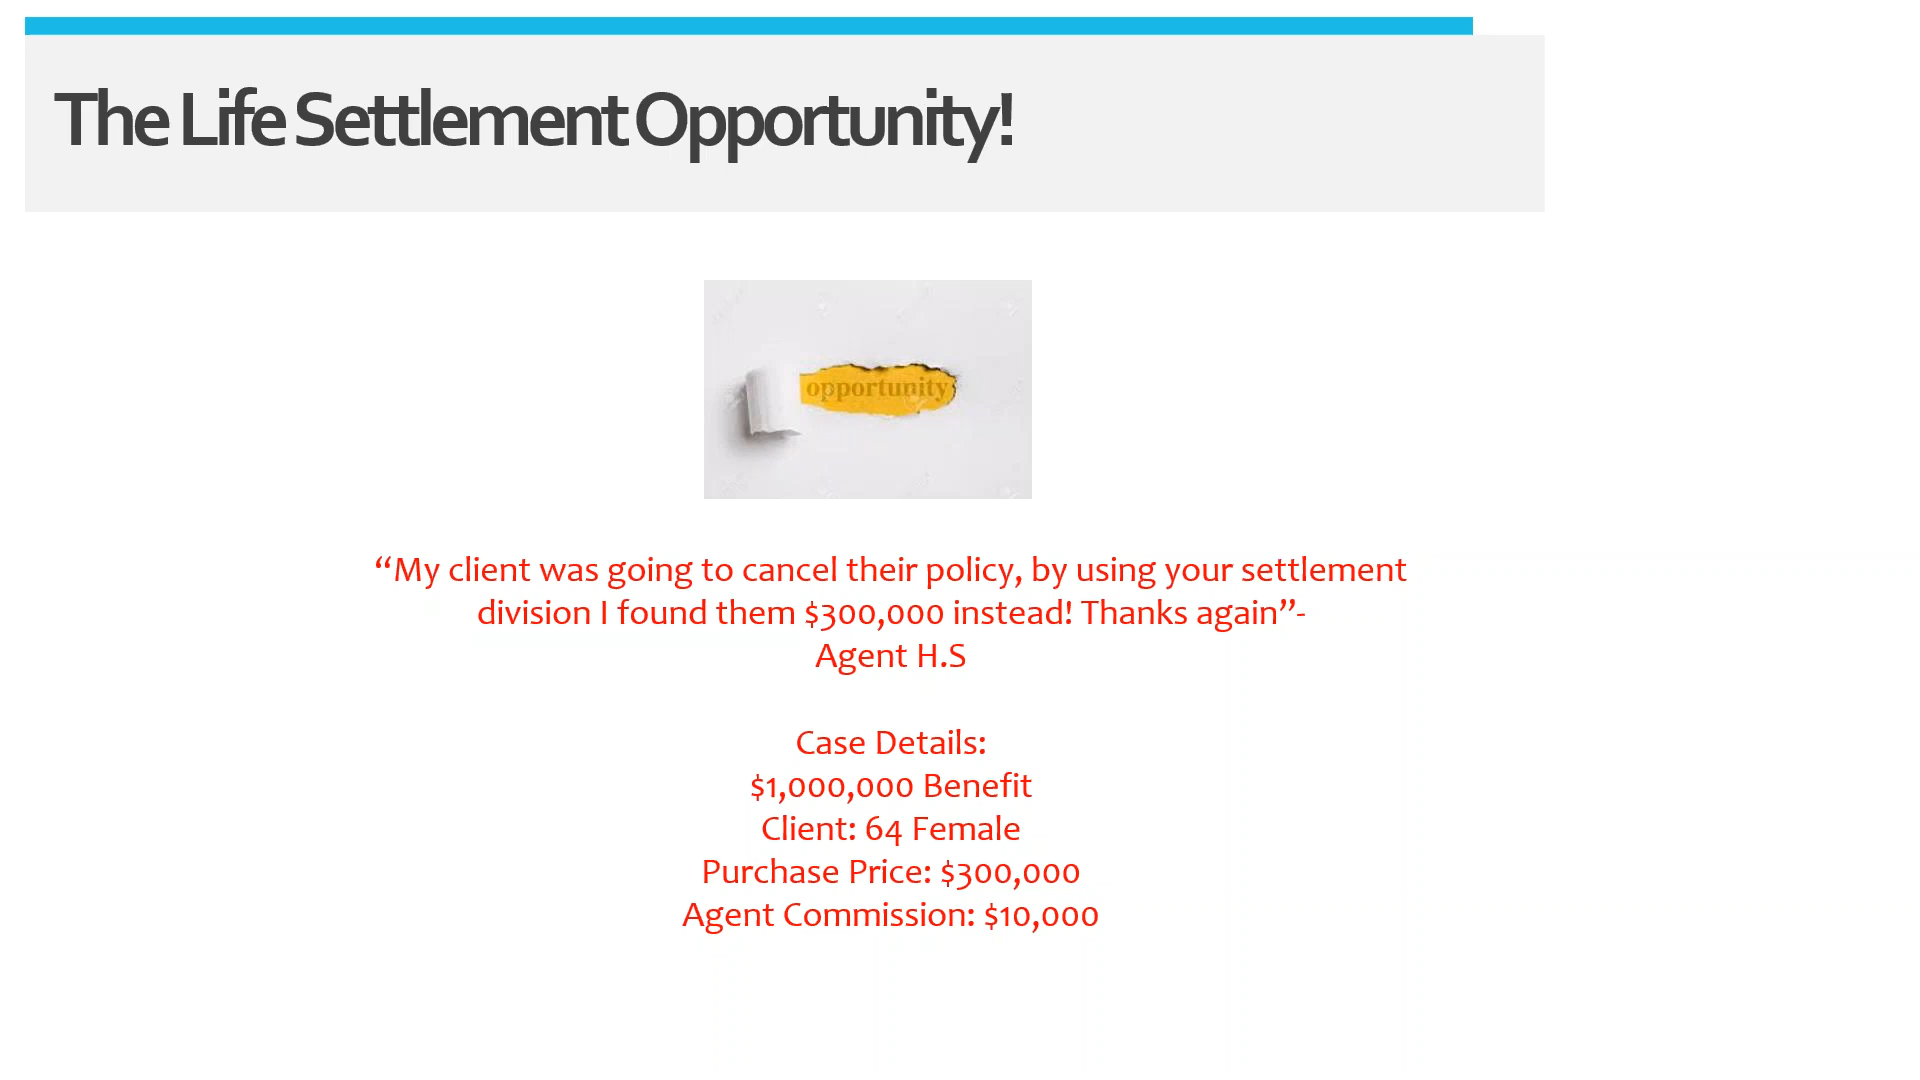 The Life Settlement Opportunity!
opportunity
“My client was going to cancel their policy, by using your settlement
division I found them $300,000 instead! Thanks again”-
Agent H.S
Case Details:
$1,000,000 Benefit
Client: 64 Female
Purchase Price: $300,000
Agent Commission: $10,000